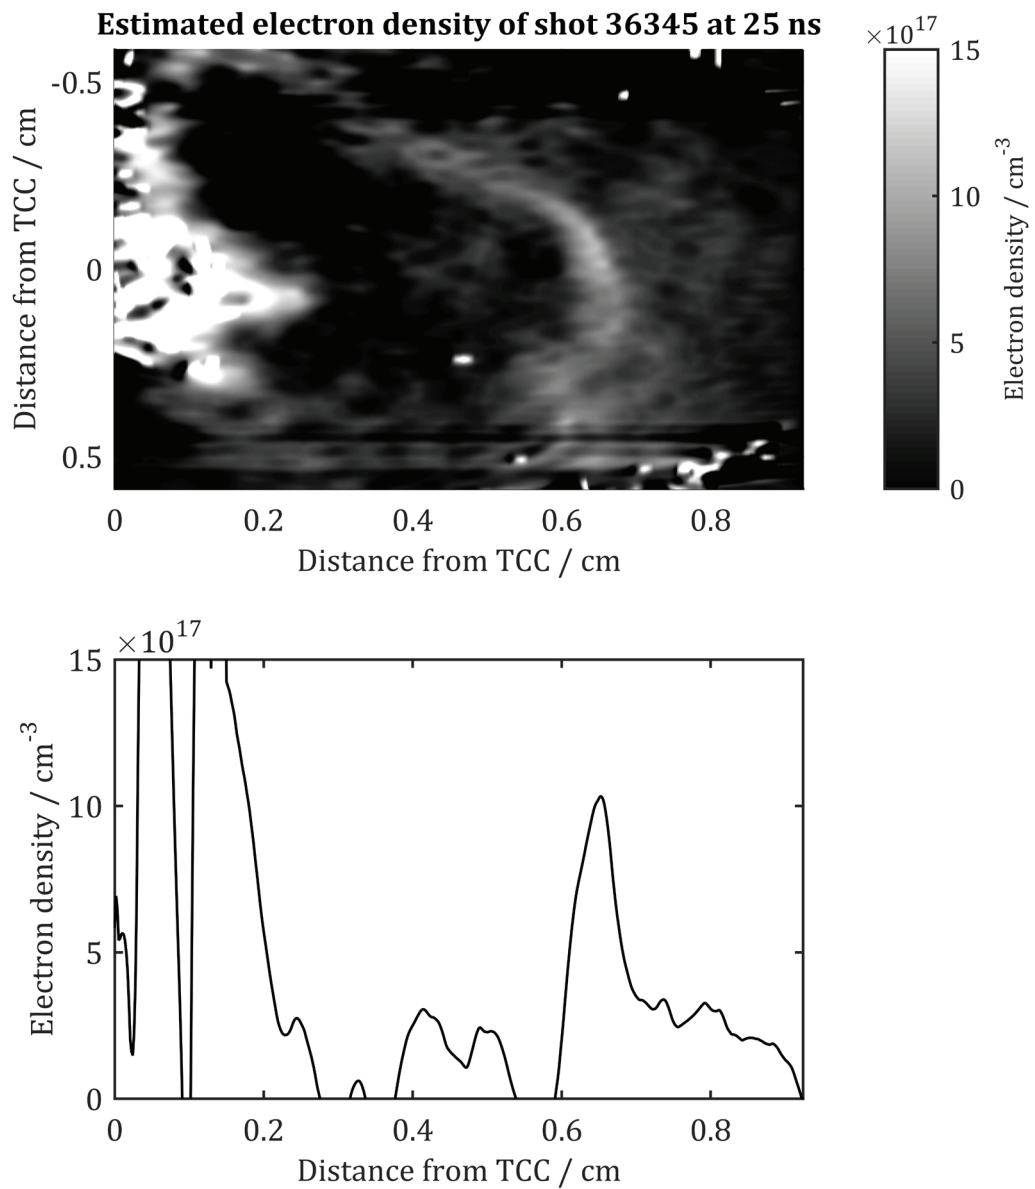 Estimated electron density of shot 36345 at 25 ns
×10^17
15
10
5
0
Electron density / cm^-3
-0.5
0
0.5
Distance from TCC / cm
0 0.2 0.4 0.6 0.8
Distance from TCC / cm
×10^17
15
10
5
0
Electron density / cm^-3
0 0.2 0.4 0.6 0.8
Distance from TCC / cm